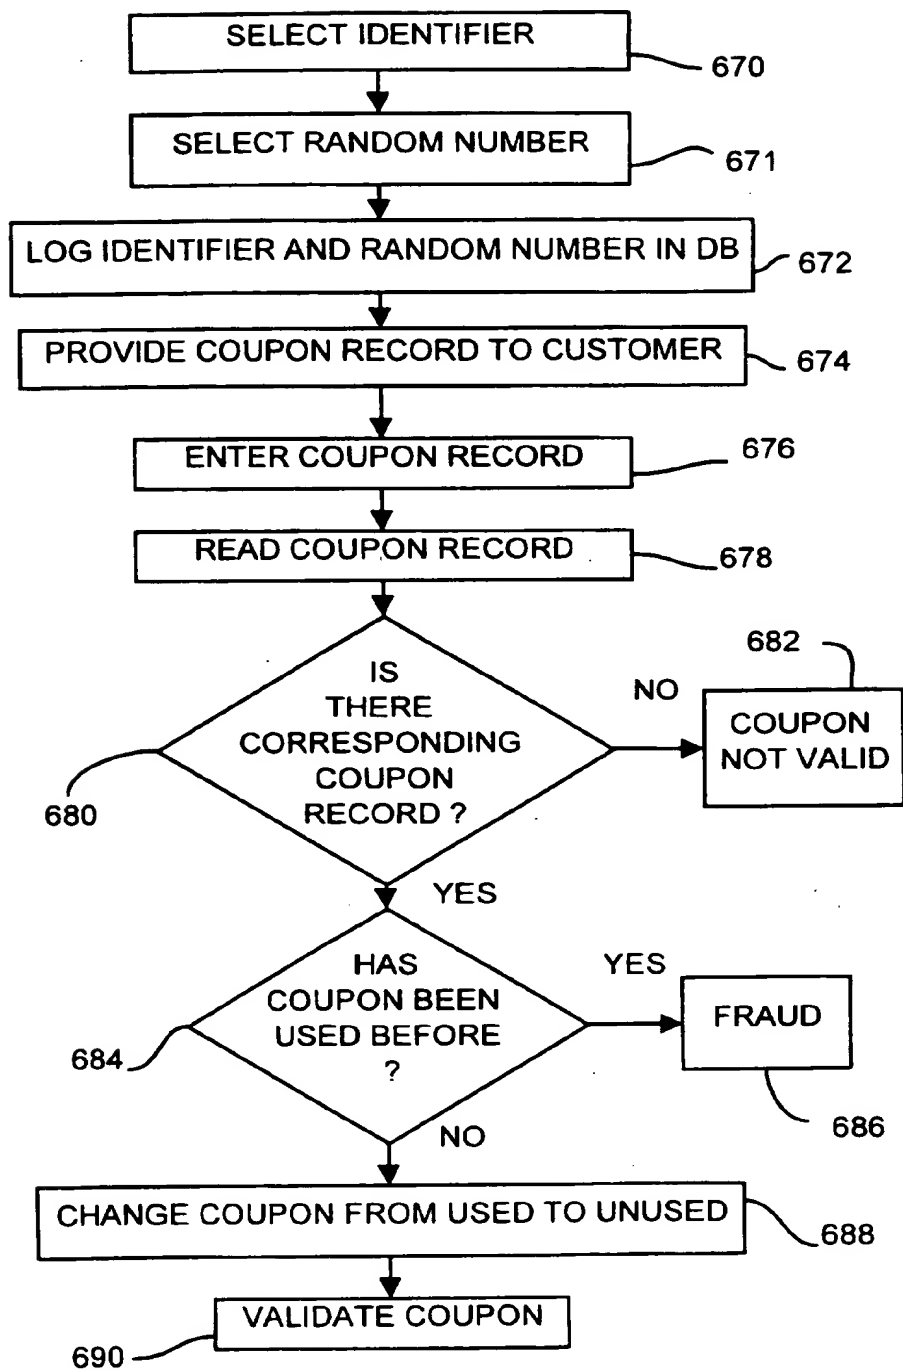 SELECT IDENTIFIER
670
SELECT RANDOM NUMBER
671
LOG IDENTIFIER AND RANDOM NUMBER IN DB
672
PROVIDE COUPON RECORD TO CUSTOMER
674
ENTER COUPON RECORD
676
READ COUPON RECORD
678
IS
THERE
CORRESPONDING
COUPON
RECORD ?
680
NO
682
COUPON
NOT VALID
YES
HAS
COUPON BEEN
USED BEFORE
?
684
YES
FRAUD
686
NO
CHANGE COUPON FROM USED TO UNUSED
688
VALIDATE COUPON
690